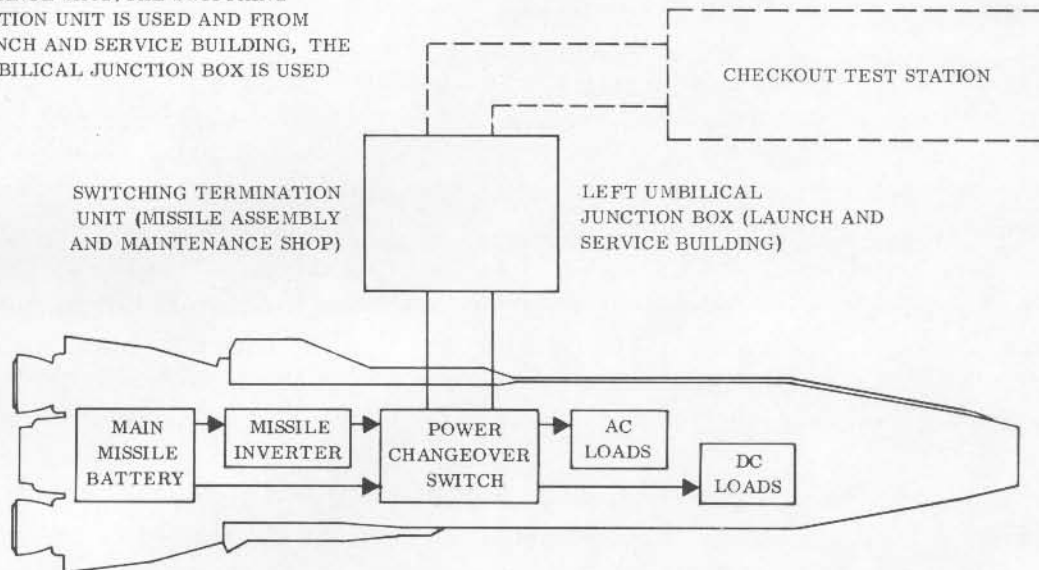 TION UNIT IS USED AND FROM
NCH AND SERVICE BUILDING, THE
BILICAL JUNCTION BOX IS USED
CHECKOUT TEST STATION
SWITCHING TERMINATION
UNIT (MISSILE ASSEMBLY
AND MAINTENANCE SHOP)
LEFT UMBILICAL
JUNCTION BOX (LAUNCH AND
SERVICE BUILDING)
MAIN
MISSILE
BATTERY
MISSILE
INVERTER
POWER
CHANGEOVER
SWITCH
AC
LOADS
DC
LOADS